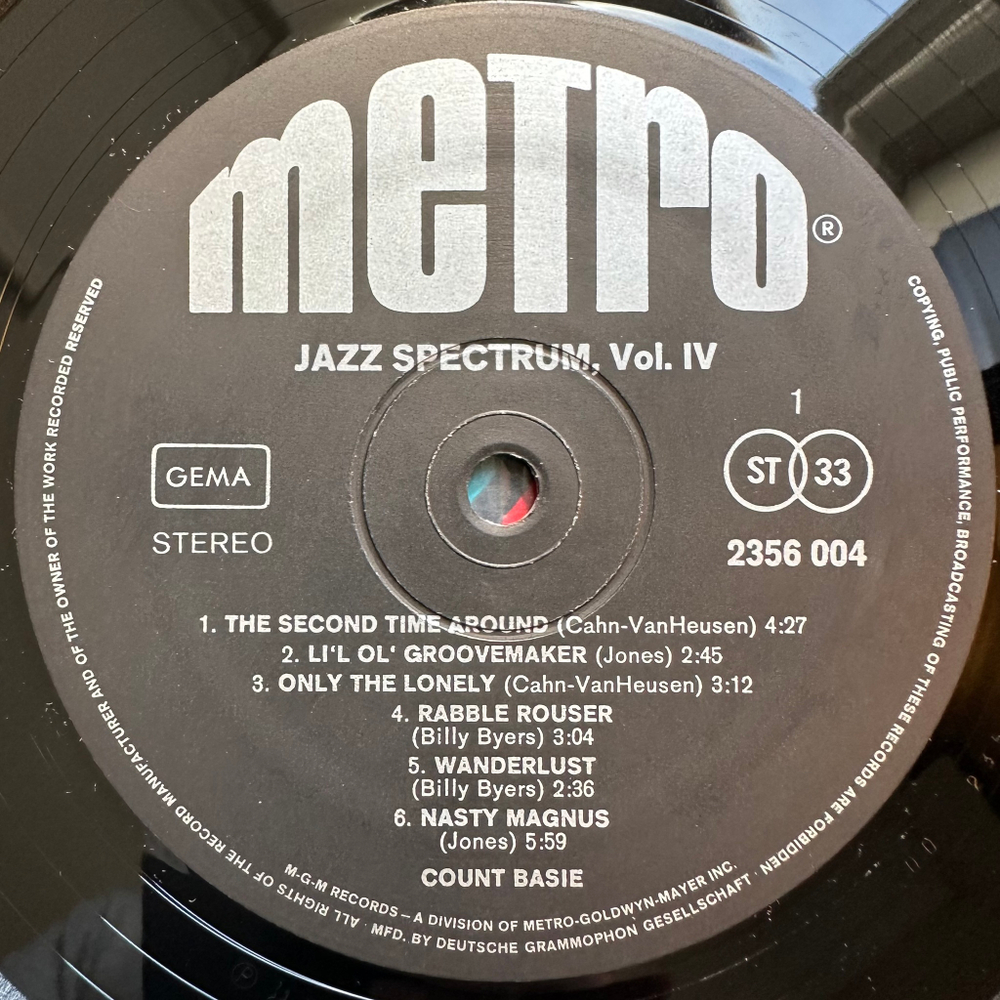 metro ®
JAZZ SPECTRUM, Vol. IV
1
GEMA
ST 33
STEREO
2356 004
1. THE SECOND TIME AROUND (Cahn-VanHeusen) 4:27
2. LI'L OL' GROOVEMAKER (Jones) 2:45
3. ONLY THE LONELY (Cahn-VanHeusen) 3:12
4. RABBLE ROUSER
(Billy Byers) 3:04
5. WANDERLUST
(Billy Byers) 2:36
6. NASTY MAGNUS
(Jones) 5:59
COUNT BASIE
M-G-M RECORDS – A DIVISION OF METRO-GOLDWYN-MAYER INC.
ALL RIGHTS OF THE RECORD MANUFACTURER AND OF THE OWNER OF THE WORK RECORDED RESERVED
COPYING, PUBLIC PERFORMANCE, BROADCASTING OF THESE RECORDS ARE FORBIDDEN
· MFD. BY DEUTSCHE GRAMMOPHON GESELLSCHAFT ·